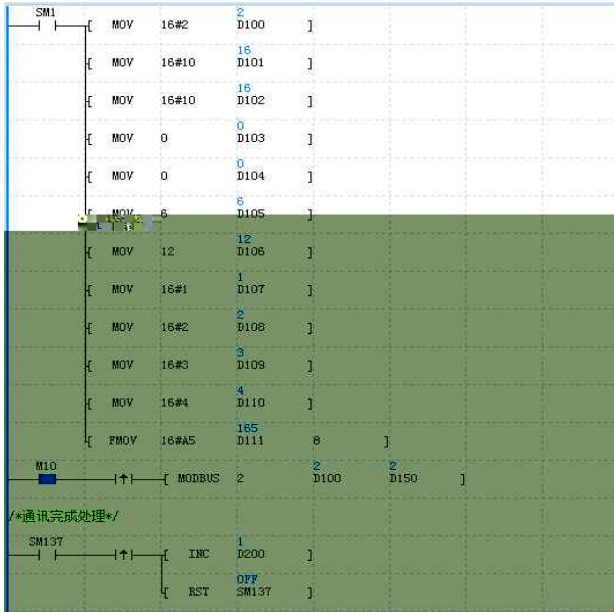 SM1
2
[ MOV 16#2 D100 ]
16
[ MOV 16#10 D101 ]
16
[ MOV 16#10 D102 ]
0
[ MOV 0 D103 ]
0
[ MOV 0 D104 ]
6
[ MOV 6 D105 ]
12
[ MOV 12 D106 ]
1
[ MOV 16#1 D107 ]
2
[ MOV 16#2 D108 ]
3
[ MOV 16#3 D109 ]
4
[ MOV 16#4 D110 ]
165
[ FMOV 16#A5 D111 8 ]
M10 2 2
[ MODBUS 2 D100 D150 ]
/*通讯完成处理*/
SM137 1
[ INC D200 ]
OFF
[ RST SM137 ]